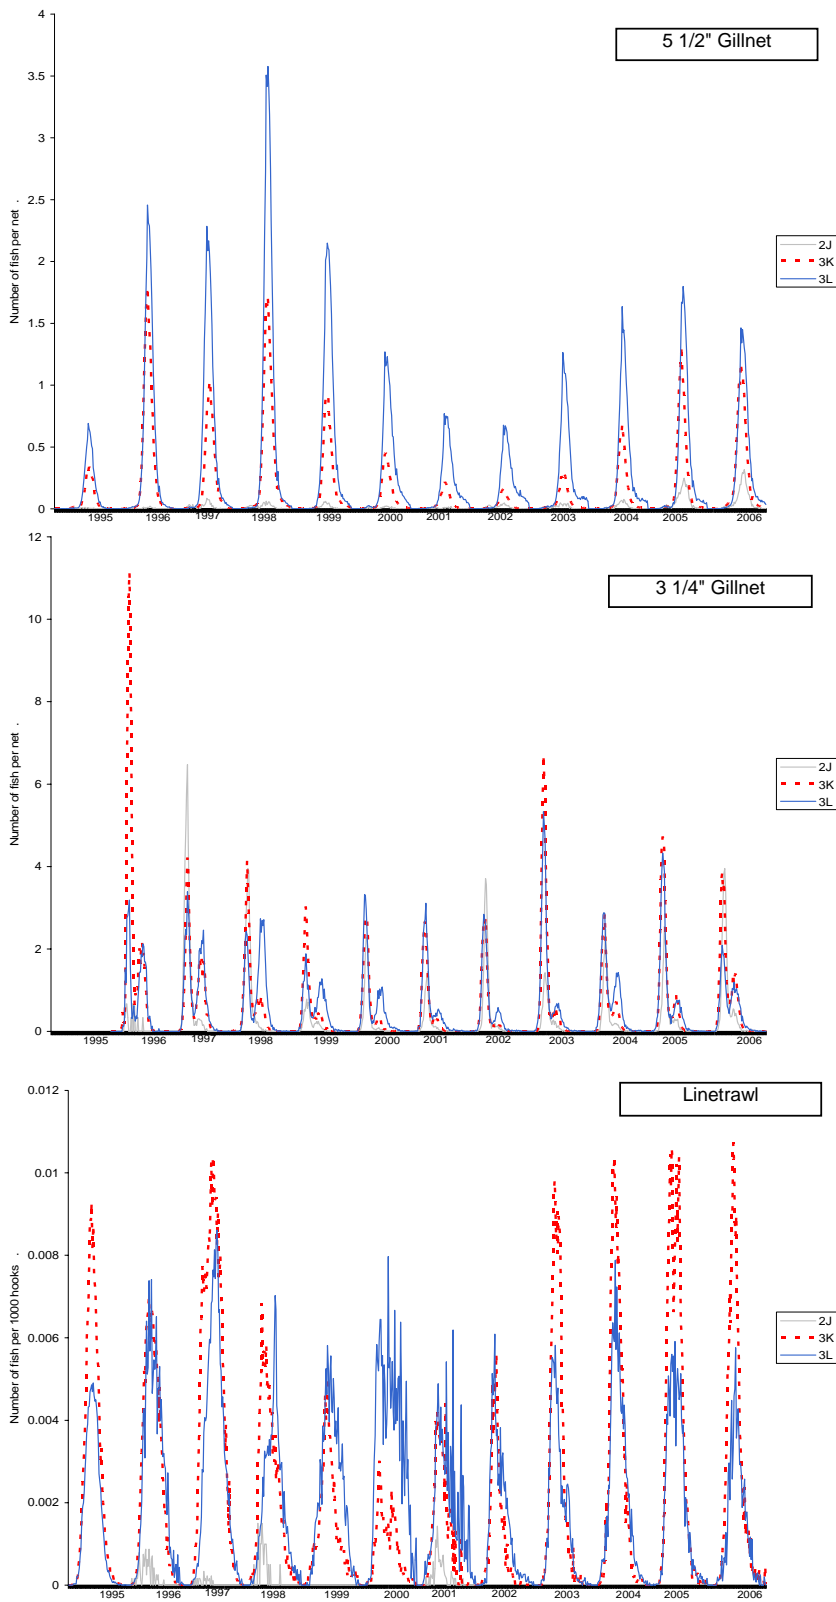 5 1/2" Gillnet
4
3.5
3
2.5
2
1.5
1
0.5
0
Number of fish per net .
2J
3K
3L
1995 1996 1997 1998 1999 2000 2001 2002 2003 2004 2005 2006
3 1/4" Gillnet
12
10
8
6
4
2
0
Number of fish per net .
2J
3K
3L
1995 1996 1997 1998 1999 2000 2001 2002 2003 2004 2005 2006
Linetrawl
0.012
0.01
0.008
0.006
0.004
0.002
0
Number of fish per 1000 hooks .
2J
3K
3L
1995 1996 1997 1998 1999 2000 2001 2002 2003 2004 2005 2006